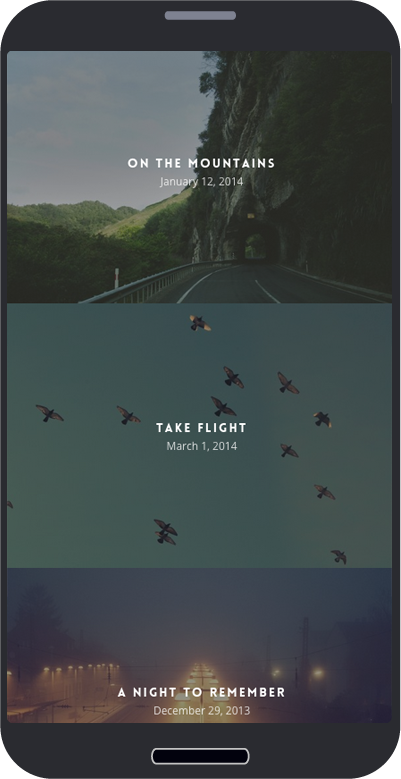 ON THE MOUNTAINS
January 12, 2014
TAKE FLIGHT
March 1, 2014
A NIGHT TO REMEMBER
December 29, 2013